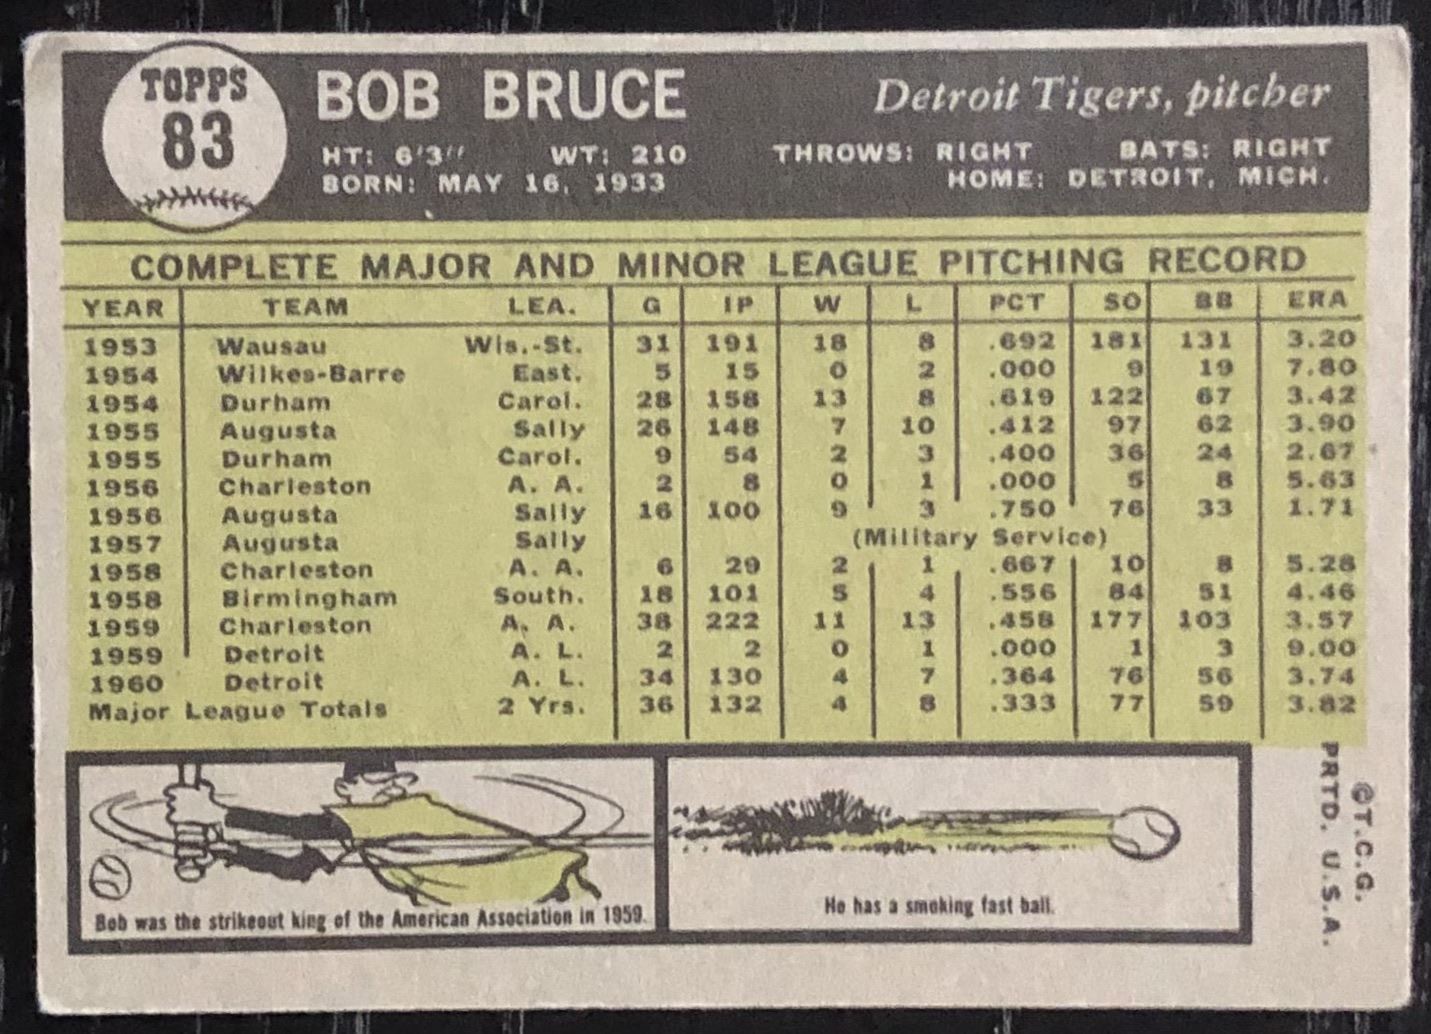 TOPPS
83
BOB BRUCE
Detroit Tigers, pitcher
HT: 6'3" WT: 210 THROWS: RIGHT BATS: RIGHT
BORN: MAY 16, 1933 HOME: DETROIT, MICH.
COMPLETE MAJOR AND MINOR LEAGUE PITCHING RECORD
YEAR TEAM LEA. G IP W L PCT SO BB ERA
1953 Wausau Wis.-St. 31 191 18 8 .692 181 131 3.20
1954 Wilkes-Barre East. 5 15 0 2 .000 9 19 7.80
1954 Durham Carol. 28 158 13 8 .619 122 67 3.42
1955 Augusta Sally 26 148 7 10 .412 97 62 3.90
1955 Durham Carol. 9 54 2 3 .400 36 24 2.67
1956 Charleston A. A. 2 8 0 1 .000 5 8 5.63
1956 Augusta Sally 16 100 9 3 .750 76 33 1.71
1957 Augusta Sally (Military Service)
1958 Charleston A. A. 6 29 2 1 .667 10 8 5.28
1958 Birmingham South. 18 101 5 4 .556 84 51 4.46
1959 Charleston A. A. 38 222 11 13 .458 177 103 3.57
1959 Detroit A. L. 2 2 0 1 .000 1 3 9.00
1960 Detroit A. L. 34 130 4 7 .364 76 56 3.74
Major League Totals 2 Yrs. 36 132 4 8 .333 77 59 3.82
Bob was the strikeout king of the American Association in 1959.
He has a smoking fast ball.
©T.C.G.
PRTD. U.S.A.